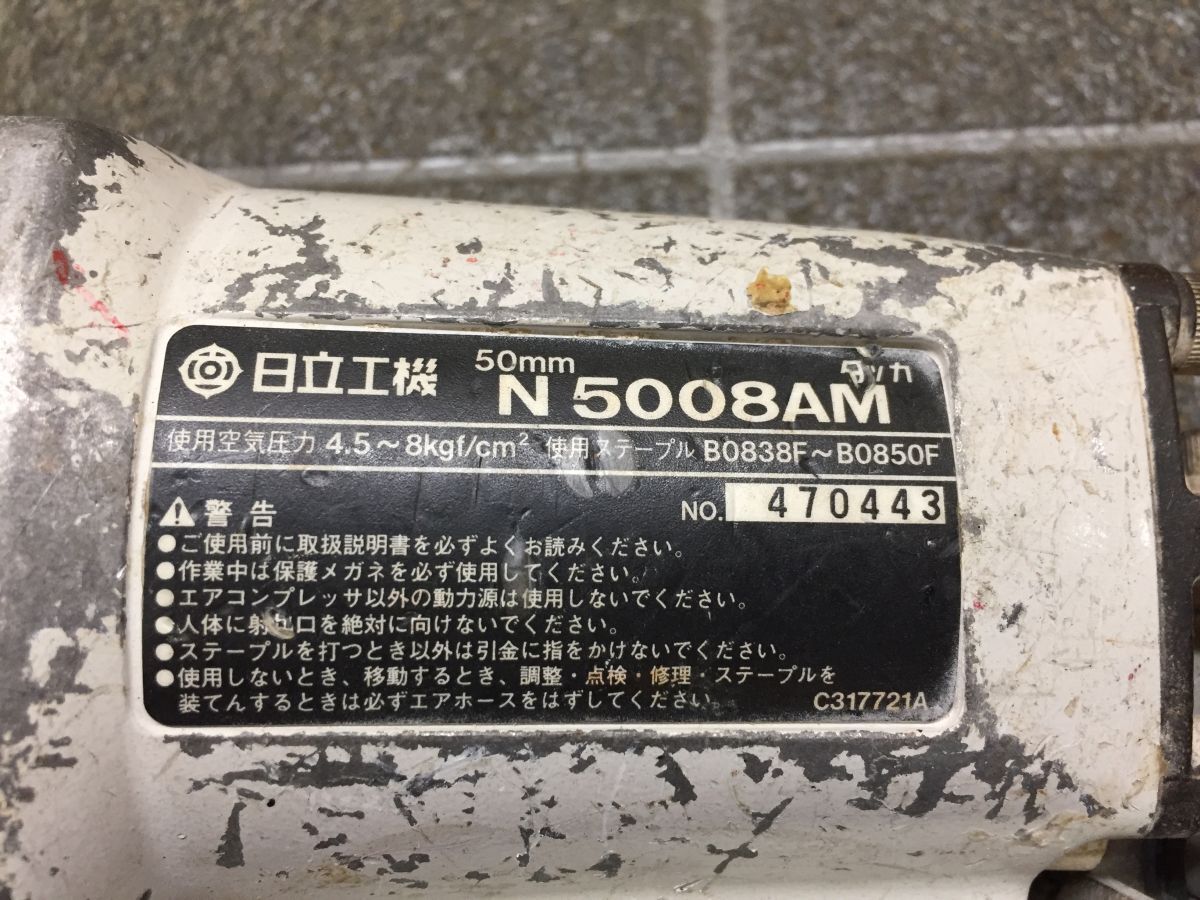 日立工機 50mm N 5008AM タッカ
使用空気圧力 4.5～8kgf/cm² 使用ステープル B0838F～B0850F
NO. 470443
警告
●ご使用前に取扱説明書を必ずよくお読みください。
●作業中は保護メガネを必ず使用してください。
●エアコンプレッサ以外の動力源は使用しないでください。
●人体に射出口を絶対に向けないでください。
●ステープルを打つとき以外は引金に指をかけないでください。
●使用しないとき、移動するとき、調整・点検・修理・ステープルを
装てんするときは必ずエアホースをはずしてください。
C317721A